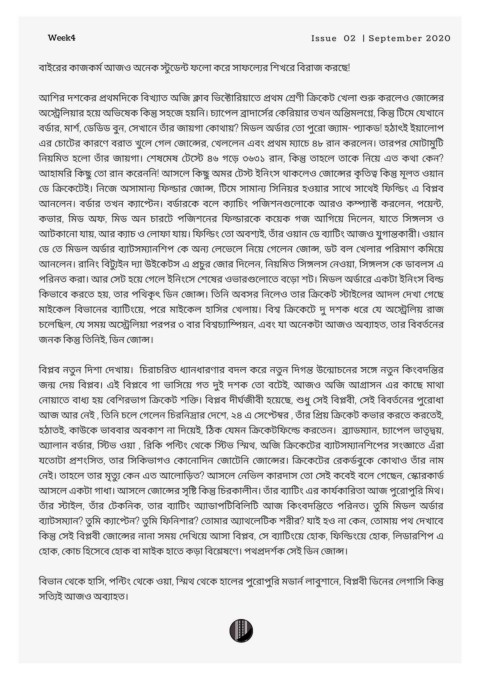 Week4
Issue 02 | September 2020
বাইরের কাজকর্ম আজও অনেক স্টুডেন্ট ফলো করে সাফল্যের শিখরে বিরাজ করছে!
আশির দশকের প্রথমদিকে বিখ্যাত অজি ক্লাব ভিক্টোরিয়াতে প্রথম শ্রেণী ক্রিকেট খেলা শুরু করলেও জোন্সের
অস্ট্রেলিয়ার হয়ে অভিষেক কিন্তু সহজে হয়নি। চ্যাপেল ব্রাদার্সের কেরিয়ার তখন অন্তিমলগ্নে, কিন্তু টিমে যেখানে
বর্ডার, মার্শ, ডেভিড বুন, সেখানে তাঁর জায়গা কোথায়? মিডল অর্ডার তো পুরো জ্যাম- প্যাকড! হঠাৎই ইয়ালোপ
এর চোটের কারণে বরাত খুলে গেল জোন্সের, খেললেন এবং প্রথম ম্যাচে ৪৮ রান করলেন। তারপর মোটামুটি
নিয়মিত হলো তাঁর জায়গা। শেষমেষ টেস্টে ৪৬ গড়ে ৩৬৩১ রান, কিন্তু তাহলে তাকে নিয়ে এত কথা কেন?
আহামরি কিছু তো রান করেননি! আসলে কিছু অমর টেস্ট ইনিংস থাকলেও জোন্সের কৃতিত্ব কিন্তু মূলত ওয়ান
ডে ক্রিকেটেই। নিজে অসামান্য ফিল্ডার জোন্স, টিমে সামান্য সিনিয়র হওয়ার সাথে সাথেই ফিল্ডিং এ বিপ্লব
আনলেন। বর্ডার তখন ক্যাপ্টেন। বর্ডারকে বলে ক্যাচিং পজিশনগুলোকে আরও কম্প্যাক্ট করলেন, পয়েন্ট,
কভার, মিড অফ, মিড অন চারটে পজিশনের ফিল্ডারকে কয়েক গজ আগিয়ে দিলেন, যাতে সিঙ্গলস ও
আটকানো যায়, আর ক্যাচ ও লোফা যায়। ফিল্ডিং তো অবশ্যই, তাঁর ওয়ান ডে ব্যাটিং আজও যুগান্তকারী। ওয়ান
ডে তে মিডল অর্ডার ব্যাটসম্যানশিপ কে অন্য লেভেলে নিয়ে গেলেন জোন্স, ডট বল খেলার পরিমাণ কমিয়ে
আনলেন। রানিং বিটুইন দ্যা উইকেটস এ প্রচুর জোর দিলেন, নিয়মিত সিঙ্গলস নেওয়া, সিঙ্গলস কে ডাবলস এ
পরিনত করা। আর সেট হয়ে গেলে ইনিংসে শেষের ওভারগুলোতে বড়ো শট। মিডল অর্ডারে একটা ইনিংস বিল্ড
কিভাবে করতে হয়, তার পথিকৃৎ ডিন জোন্স। তিনি অবসর নিলেও তার ক্রিকেট স্টাইলের আদল দেখা গেছে
মাইকেল বিভানের ব্যাটিংয়ে, পরে মাইকেল হাসির খেলায়। বিশ্ব ক্রিকেটে দু দশক ধরে যে অস্ট্রেলিয় রাজ
চলেছিল, যে সময় অস্ট্রেলিয়া পরপর ৩ বার বিশ্বচ্যাম্পিয়ন, এবং যা অনেকটা আজও অব্যাহত, তার বিবর্তনের
জনক কিন্তু তিনিই, ডিন জোন্স।
বিপ্লব নতুন দিশা দেখায়। চিরাচরিত ধ্যানধারণার বদল করে নতুন দিগন্ত উন্মোচনের সঙ্গে নতুন কিংবদন্তির
জন্ম দেয় বিপ্লব। এই বিপ্লবে গা ভাসিয়ে গত দুই দশক তো বটেই, আজও অজি আগ্রাসন এর কাছে মাথা
নোয়াতে বাধ্য হয় বেশিরভাগ ক্রিকেট শক্তি। বিপ্লব দীর্ঘজীবী হয়েছে, শুধু সেই বিপ্লবী, সেই বিবর্তনের পুরোধা
আজ আর নেই , তিনি চলে গেলেন চিরনিদ্রার দেশে, ২৪ এ সেপ্টেম্বর , তাঁর প্রিয় ক্রিকেট কভার করতে করতেই,
হঠাতই, কাউকে ভাববার অবকাশ না দিয়েই, ঠিক যেমন ক্রিকেটফিল্ডে করতেন। ব্র্যাডম্যান, চ্যাপেল ভাতৃদ্বয়,
অ্যালান বর্ডার, স্টিভ ওয়া , রিকি পন্টিং থেকে স্টিভ স্মিথ, অজি ক্রিকেটের ব্যাটসম্যানশিপের সংজ্ঞাতে এঁরা
যতোটা প্রশংসিত, তার সিকিভাগও কোনোদিন জোটেনি জোন্সের। ক্রিকেটের রেকর্ডবুকে কোথাও তাঁর নাম
নেই। তাহলে তার মৃত্যু কেন এত আলোড়িত? আসলে নেভিল কারদাস তো সেই কবেই বলে গেছেন, স্কোরকার্ড
আসলে একটা গাধা। আসলে জোন্সের সৃষ্টি কিন্তু চিরকালীন। তাঁর ব্যাটিং এর কার্যকারিতা আজ পুরোপুরি মিথ।
তাঁর স্টাইল, তাঁর টেকনিক, তার ব্যাটিং অ্যাডাপটিবিলিটি আজ কিংবদন্তিতে পরিনত। তুমি মিডল অর্ডার
ব্যাটসম্যান? তুমি ক্যাপ্টেন? তুমি ফিনিশার? তোমার অ্যাথলেটিক শরীর? যাই হও না কেন, তোমায় পথ দেখাবে
কিন্তু সেই বিপ্লবী জোন্সের নানা সময় দেখিয়ে আসা বিপ্লব, সে ব্যাটিংয়ে হোক, ফিল্ডিংয়ে হোক, লিডারশিপ এ
হোক, কোচ হিসেবে হোক বা মাইক হাতে কড়া বিশ্লেষণে। পথপ্রদর্শক সেই ডিন জোন্স।
বিভান থেকে হাসি, পন্টিং থেকে ওয়া, স্মিথ থেকে হালের পুরোপুরি মডার্ন লাবুশানে, বিপ্লবী ডিনের লেগাসি কিন্তু
সত্যিই আজও অব্যাহত।